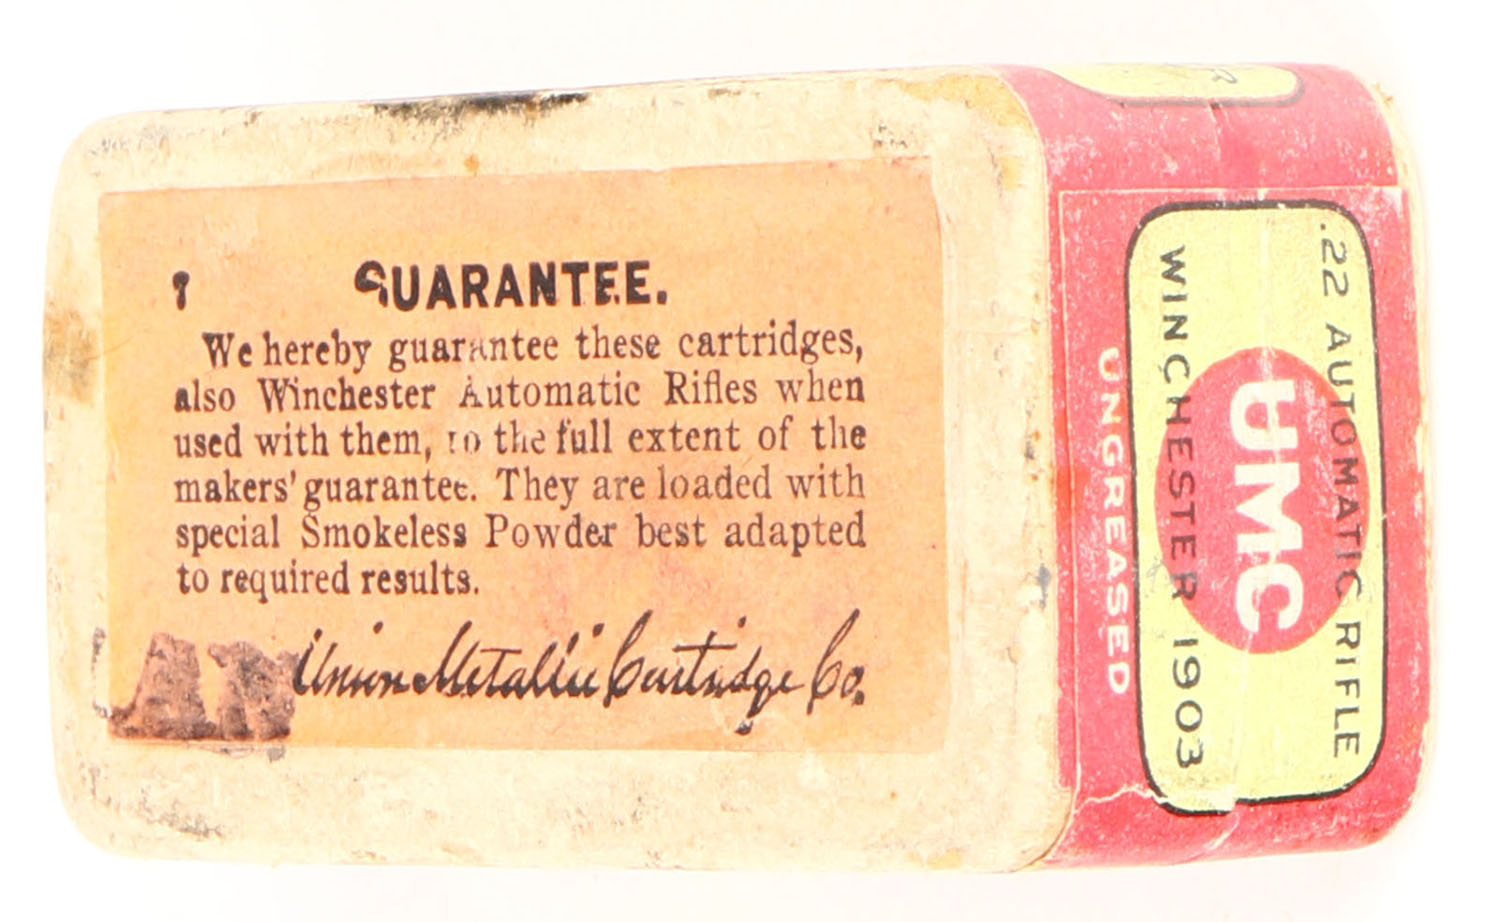 7
GUARANTEE.
We hereby guarantee these cartridges,
also Winchester Automatic Rifles when
used with them, to the full extent of the
makers' guarantee. They are loaded with
special Smokeless Powder best adapted
to required results.
Union Metallic Cartridge Co.
.22 AUTOMATIC RIFLE
UMC
WINCHESTER 1903
UNGREASED